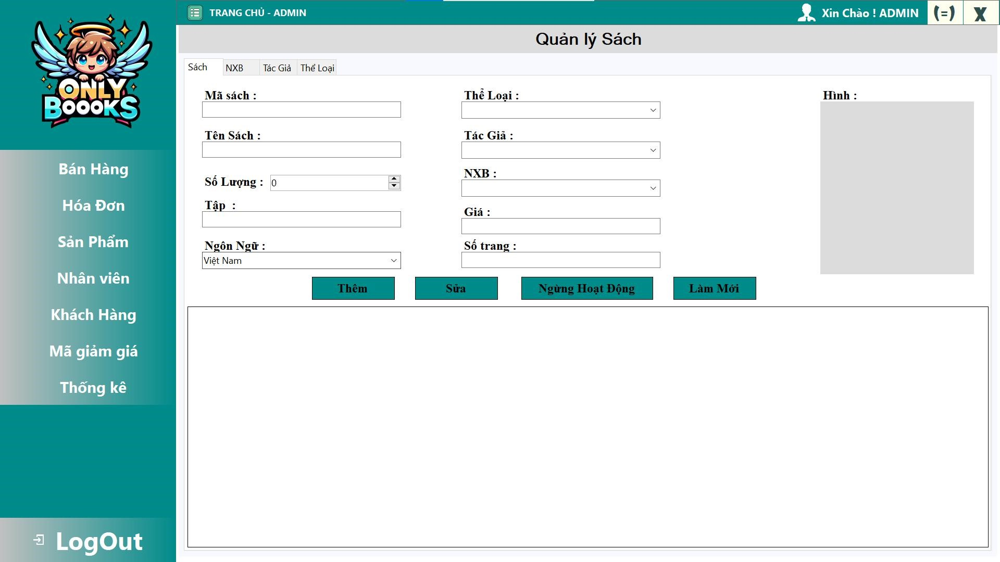 ONLY
BOOOKS
TRANG CHỦ - ADMIN
Xin Chào ! ADMIN
(=)
X
Quản lý Sách
Sách
NXB
Tác Giả
Thể Loại
Mã sách :
Thể Loại :
Hình :
Tên Sách :
Tác Giả :
Số Lượng :
0
NXB :
Tập :
Giá :
Ngôn Ngữ :
Việt Nam
Số trang :
Thêm
Sửa
Ngừng Hoạt Động
Làm Mới
Bán Hàng
Hóa Đơn
Sản Phẩm
Nhân viên
Khách Hàng
Mã giảm giá
Thống kê
LogOut